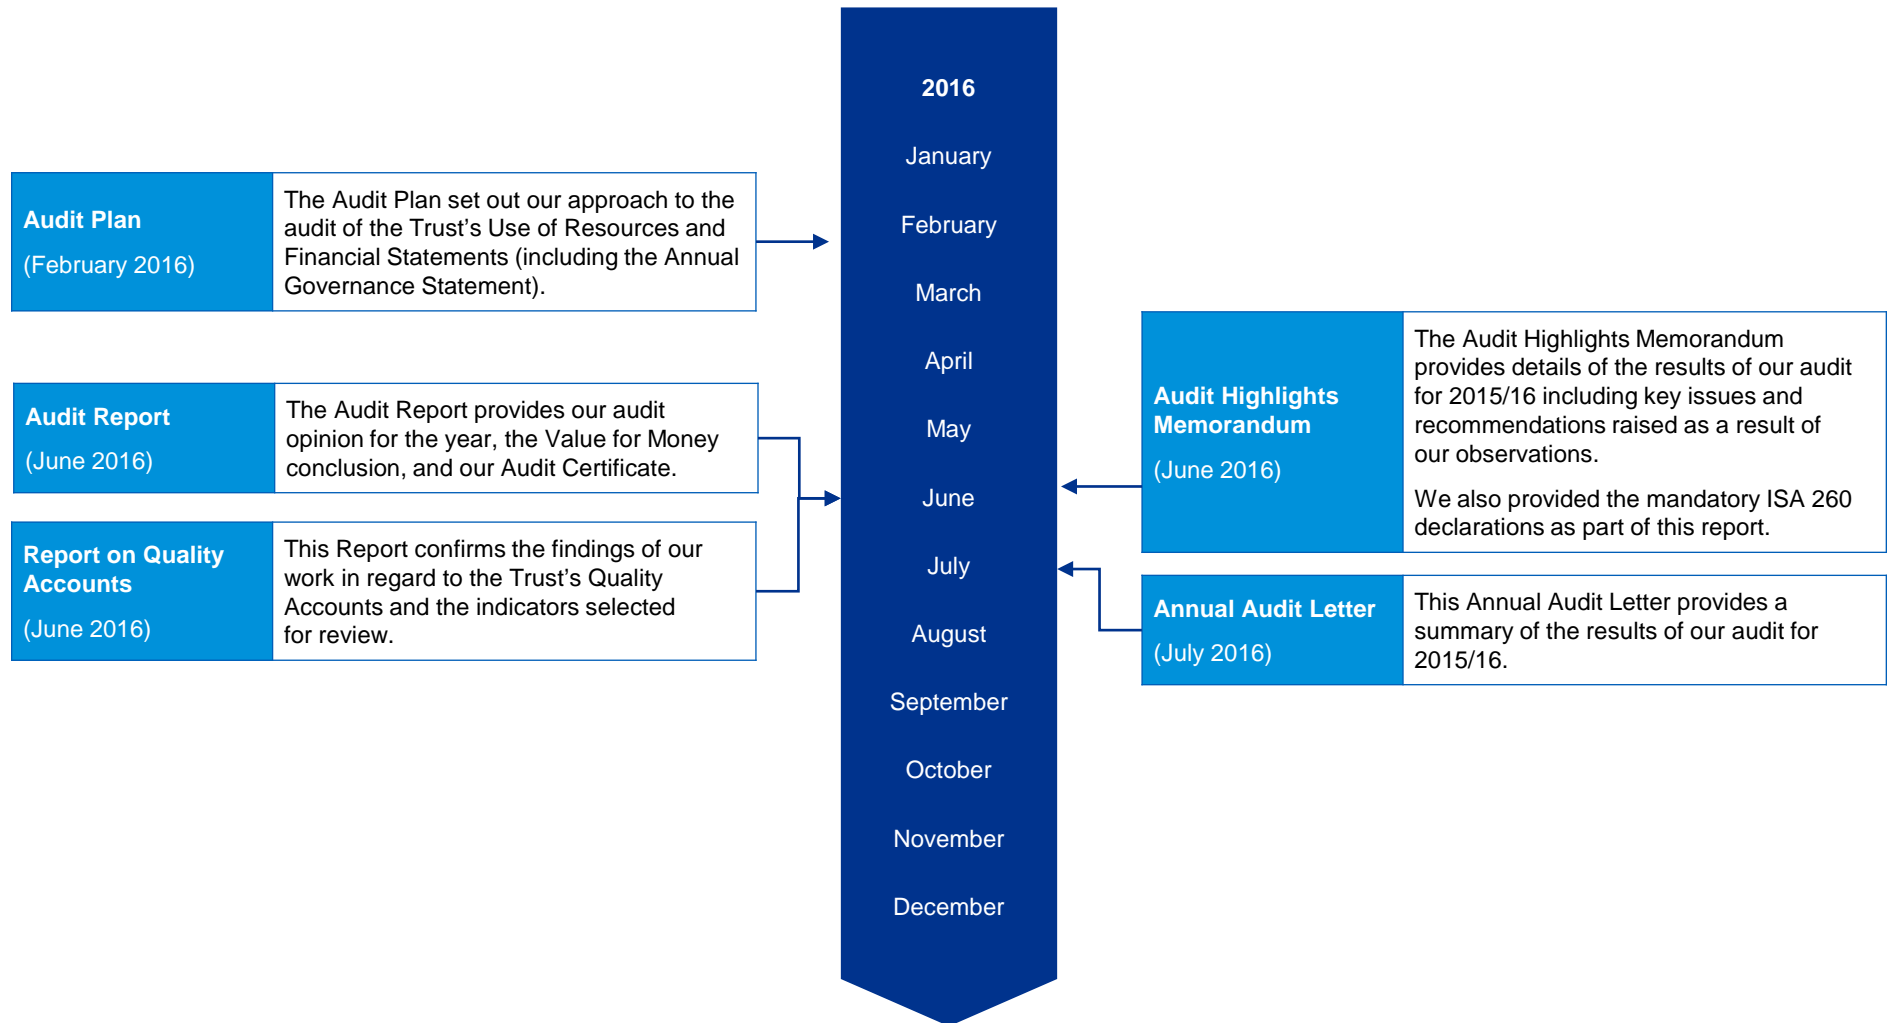 2016
January
February
March
April
May
June
July
August
September
October
November
December
Audit Plan
(February 2016)
The Audit Plan set out our approach to the
audit of the Trust’s Use of Resources and
Financial Statements (including the Annual
Governance Statement).
Audit Report
(June 2016)
The Audit Report provides our audit
opinion for the year, the Value for Money
conclusion, and our Audit Certificate.
Report on Quality
Accounts
(June 2016)
This Report confirms the findings of our
work in regard to the Trust’s Quality
Accounts and the indicators selected
for review.
Audit Highlights
Memorandum
(June 2016)
The Audit Highlights Memorandum
provides details of the results of our audit
for 2015/16 including key issues and
recommendations raised as a result of
our observations.
We also provided the mandatory ISA 260
declarations as part of this report.
Annual Audit Letter
(July 2016)
This Annual Audit Letter provides a
summary of the results of our audit for
2015/16.